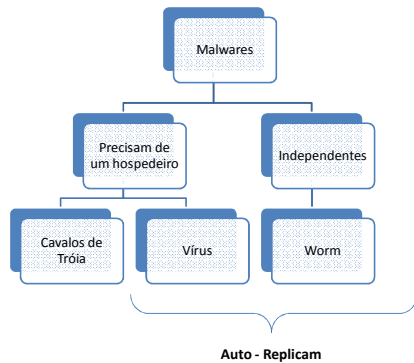 Malwares
Precisam de
um hospedeiro
Independentes
Cavalos de
Tróia
Vírus
Worm
Auto - Replicam